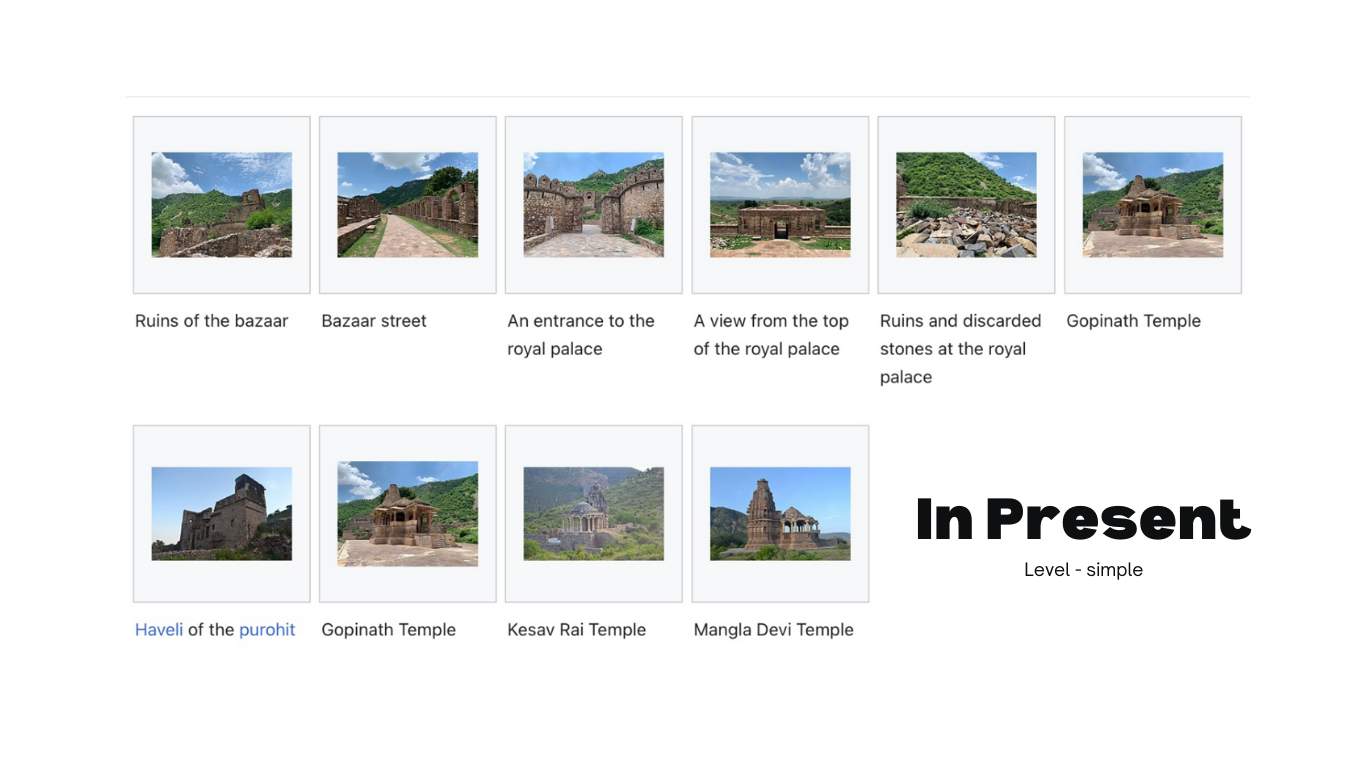 Ruins of the bazaar
Bazaar street
An entrance to the
royal palace
A view from the top
of the royal palace
Ruins and discarded
stones at the royal
palace
Gopinath Temple
Haveli of the purohit
Gopinath Temple
Kesav Rai Temple
Mangla Devi Temple
In Present
Level - simple